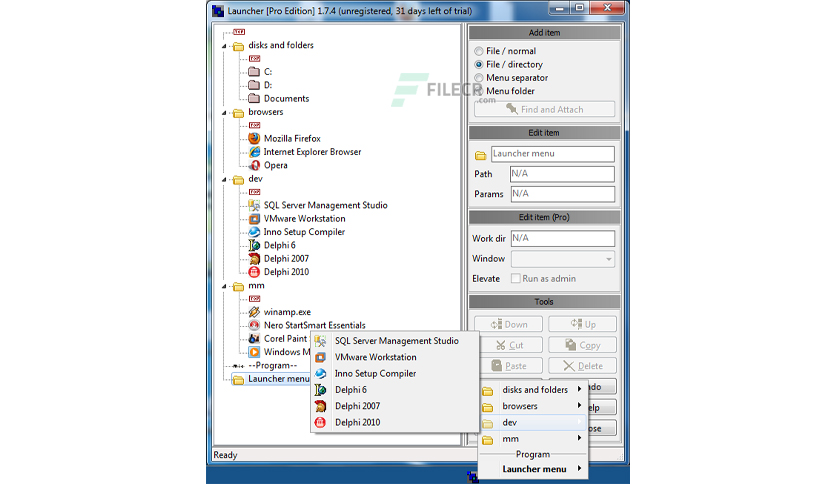 Launcher [Pro Edition] 1.7.4 (unregistered, 31 days left of trial)
TOP
disks and folders
TOP
C:
D:
Documents
browsers
TOP
Mozilla Firefox
Internet Explorer Browser
Opera
dev
TOP
SQL Server Management Studio
VMware Workstation
Inno Setup Compiler
Delphi 6
Delphi 2007
Delphi 2010
mm
TOP
winamp.exe
Nero StartSmart Essentials
Corel Paint
Windows M
--Program--
Launcher menu
Ready
Add item
File / normal
File / directory
Menu separator
Menu folder
Find and Attach
FILECR
.com
Edit item
Launcher menu
Path N/A
Params N/A
Edit item (Pro)
Work dir N/A
Window
Elevate Run as admin
Tools
Down Up
Cut Copy
Paste Delete
SQL Server Management Studio
VMware Workstation
Inno Setup Compiler
Delphi 6
Delphi 2007
Delphi 2010
disks and folders
browsers
dev
mm
Program
Launcher menu